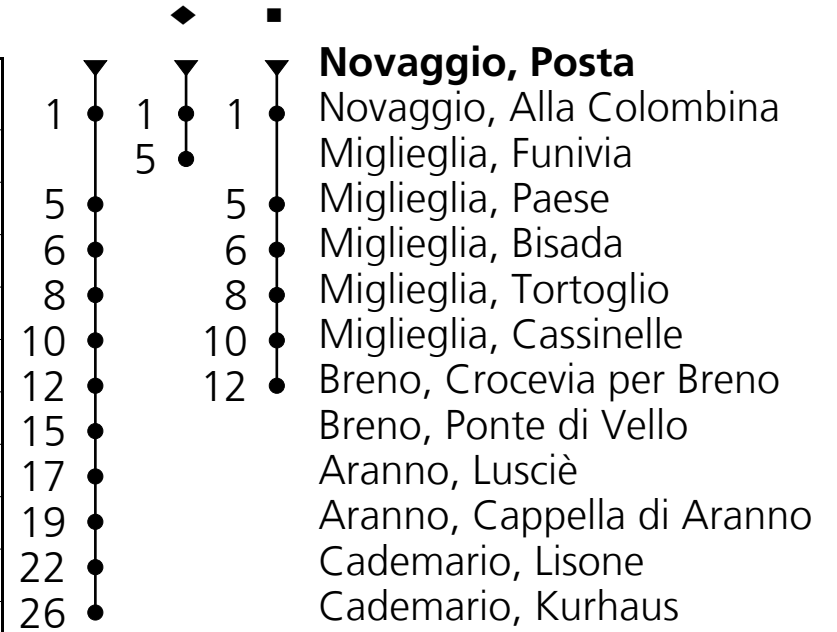 ◆ ■
Novaggio, Posta
1 1 1 Novaggio, Alla Colombina
5 Miglieglia, Funivia
5 5 Miglieglia, Paese
6 6 Miglieglia, Bisada
8 8 Miglieglia, Tortoglio
10 10 Miglieglia, Cassinelle
12 12 Breno, Crocevia per Breno
15 Breno, Ponte di Vello
17 Aranno, Lusciè
19 Aranno, Cappella di Aranno
22 Cademario, Lisone
26 Cademario, Kurhaus